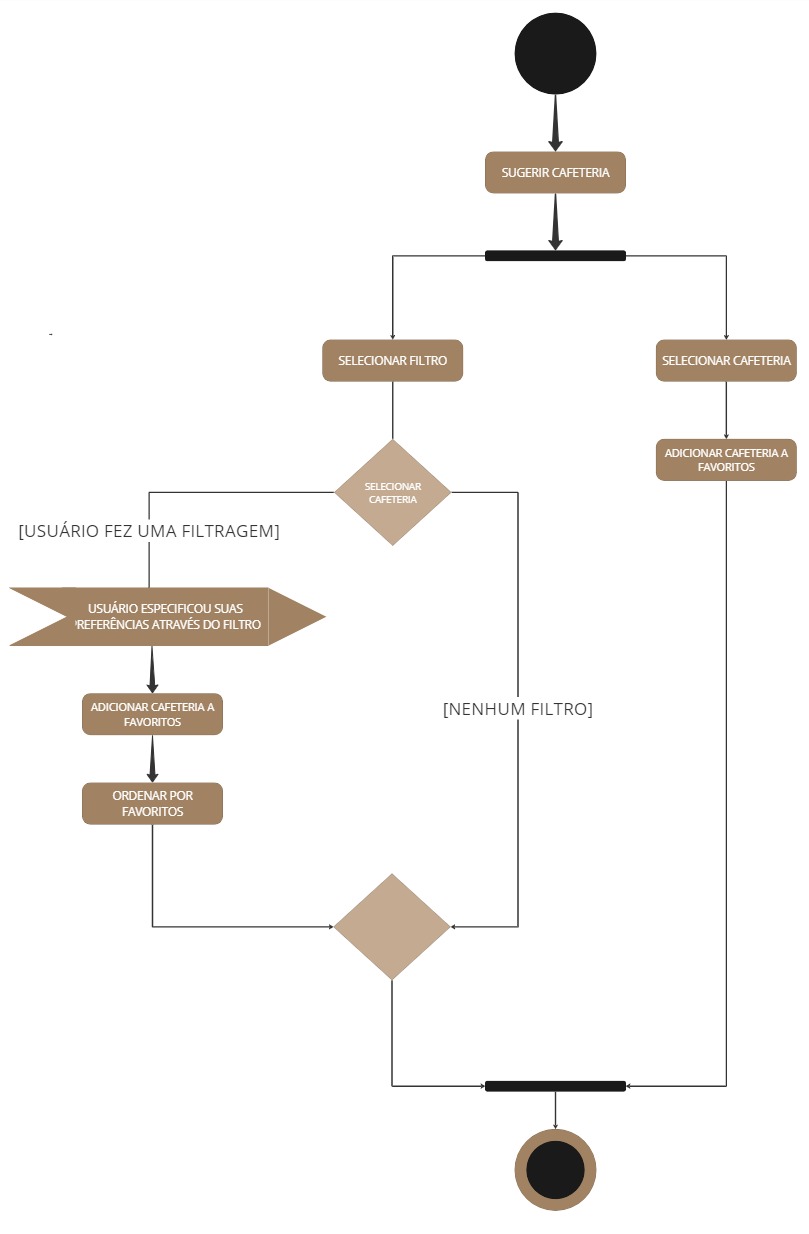 SUGERIR CAFETERIA
SELECIONAR FILTRO
SELECIONAR CAFETERIA
ADICIONAR CAFETERIA A
FAVORITOS
SELECIONAR
CAFETERIA
[USUÁRIO FEZ UMA FILTRAGEM]
USUÁRIO ESPECIFICOU SUAS
PREFERÊNCIAS ATRAVÉS DO FILTRO
ADICIONAR CAFETERIA A
FAVORITOS
[NENHUM FILTRO]
ORDENAR POR
FAVORITOS